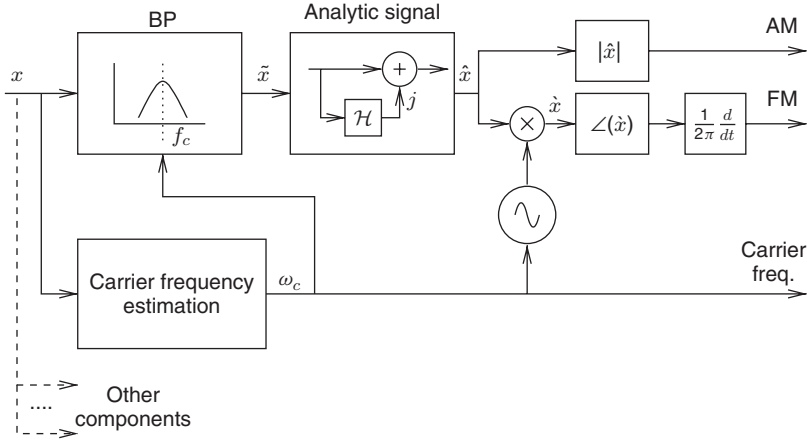 BP
Analytic signal
AM
x
x̃
x̂
|x̂|
+
j
ℋ
f_c
×
x̀
∠(x̀)
1/2π d/dt
FM
Carrier frequency
estimation
ω_c
Carrier
freq.
....
Other
components